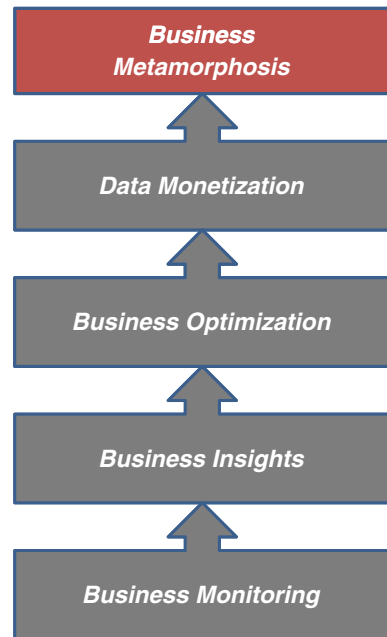 Business
Metamorphosis
Data Monetization
Business Optimization
Business Insights
Business Monitoring